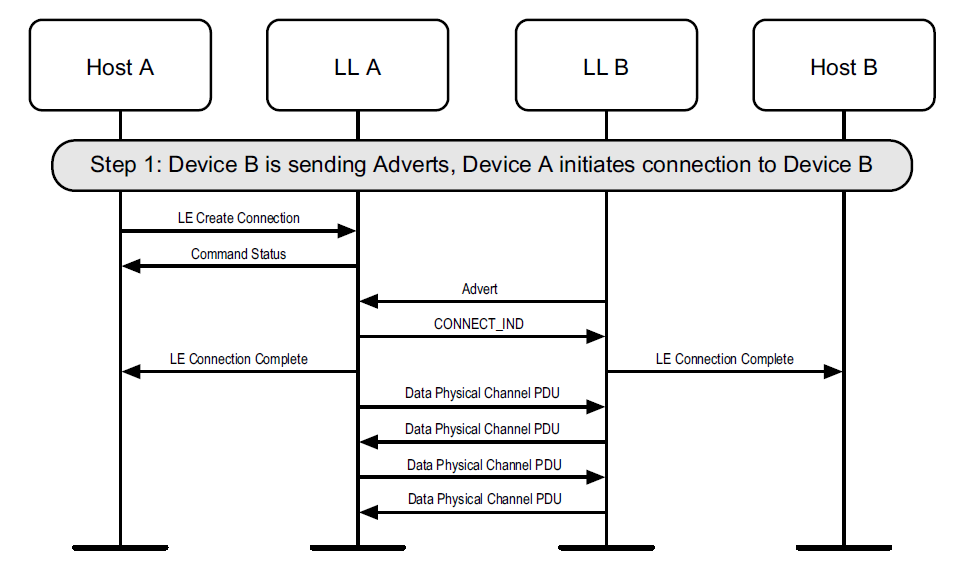 Host A
LL A
LL B
Host B
Step 1: Device B is sending Adverts, Device A initiates connection to Device B
LE Create Connection
Command Status
Advert
CONNECT_IND
LE Connection Complete
LE Connection Complete
Data Physical Channel PDU
Data Physical Channel PDU
Data Physical Channel PDU
Data Physical Channel PDU